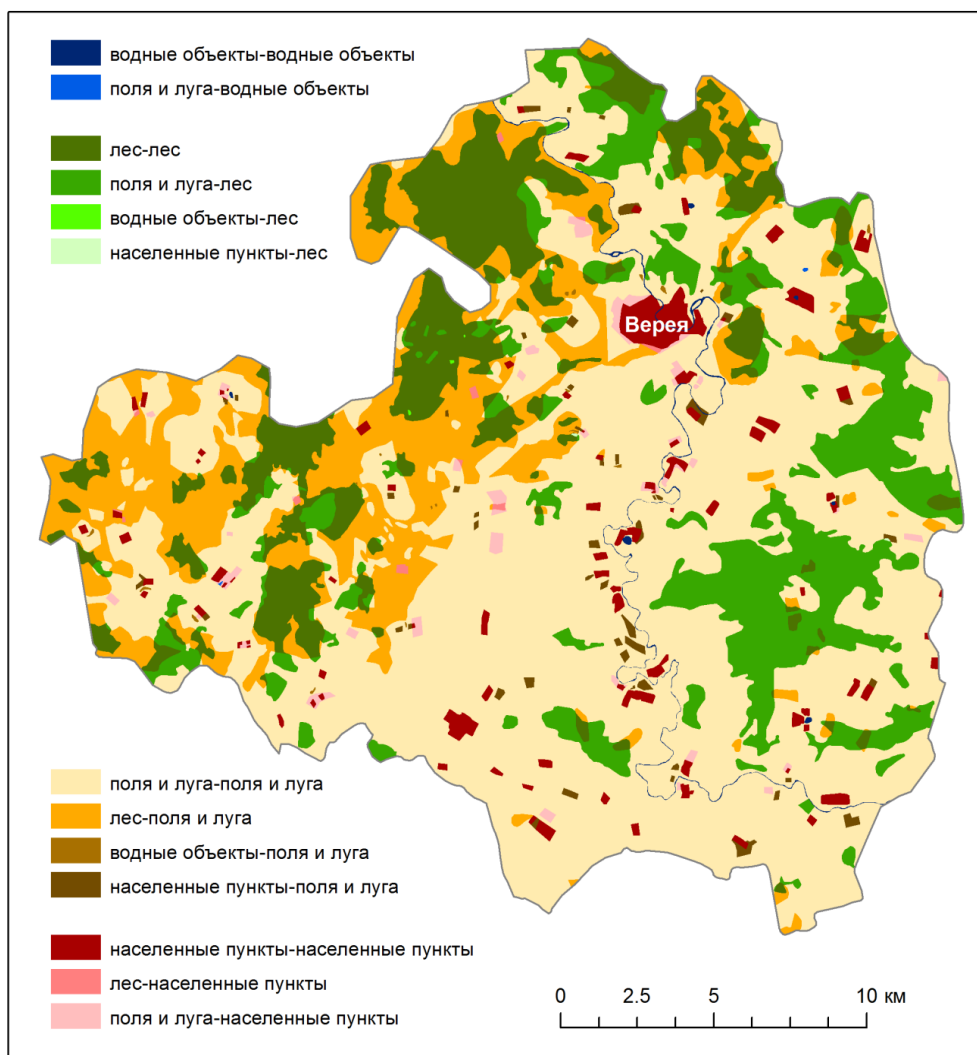 водные объекты-водные объекты
поля и луга-водные объекты
лес-лес
поля и луга-лес
водные объекты-лес
населенные пункты-лес
Верея
поля и луга-поля и луга
лес-поля и луга
водные объекты-поля и луга
населенные пункты-поля и луга
населенные пункты-населенные пункты
лес-населенные пункты
поля и луга-населенные пункты
0 2.5 5 10 км